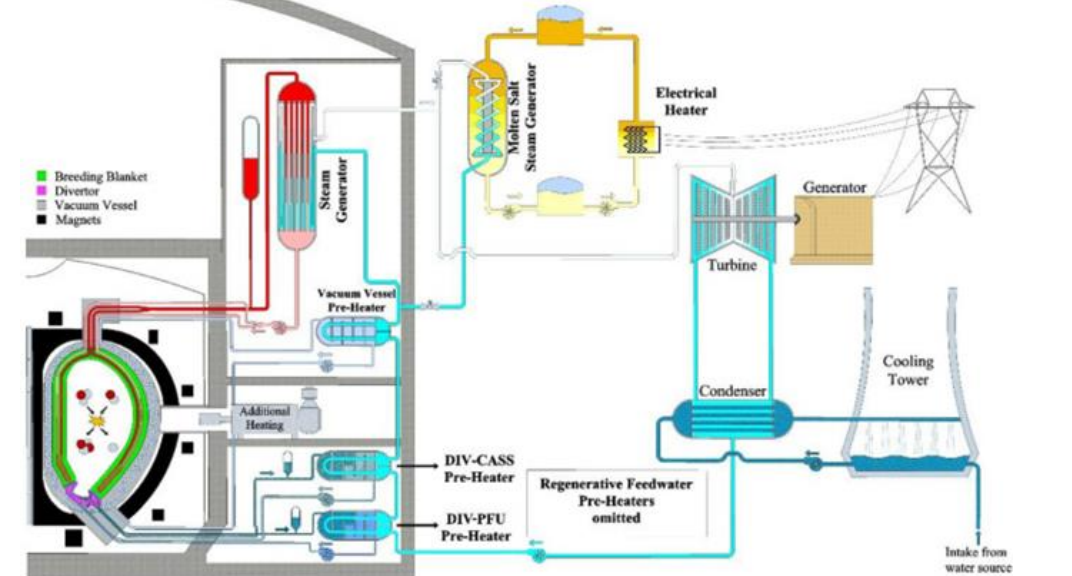 Breeding Blanket
Divertor
Vacuum Vessel
Magnets
Steam
Generator
Molten Salt
Steam Generator
Electrical
Heater
Generator
Turbine
Vacuum Vessel
Pre-Heater
Additional
Heating
Condenser
Cooling
Tower
DIV-CASS
Pre-Heater
DIV-PFU
Pre-Heater
Regenerative Feedwater
Pre-Heaters
omitted
Intake from
water source